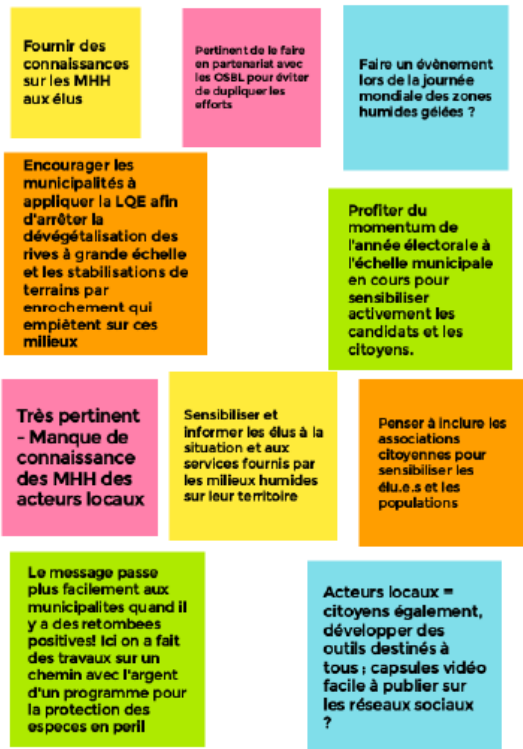 Fournir des
connaissances
sur les MHH
aux élus
Pertinent de le faire
en partenariat avec
les OSBL pour éviter
de dupliquer les
efforts
Faire un évènement
lors de la journée
mondiale des zones
humides gélées ?
Encourager les
municipalités à
appliquer la LQE afin
d'arrêter la
dévégétalisation des
rives à grande échelle
et les stabilisations de
terrains par
enrochement qui
empiètent sur ces
milieux
Profiter du
momentum de
l'année électorale à
l'échelle municipale
en cours pour
sensibiliser
activement les
candidats et les
citoyens.
Très pertinent
- Manque de
connaissance
des MHH des
acteurs locaux
Sensibiliser et
informer les élus à la
situation et aux
services fournis par
les milieux humides
sur leur territoire
Penser à inclure les
associations
citoyennes pour
sensibiliser les
élu.e.s et les
populations
Le message passe
plus facilement aux
municipalites quand il
y a des retombees
positives! Ici on a fait
des travaux sur un
chemin avec l'argent
d'un programme pour
la protection des
especes en peril
Acteurs locaux =
citoyens également,
développer des
outils destinés à
tous ; capsules vidéo
facile à publier sur
les réseaux sociaux
?